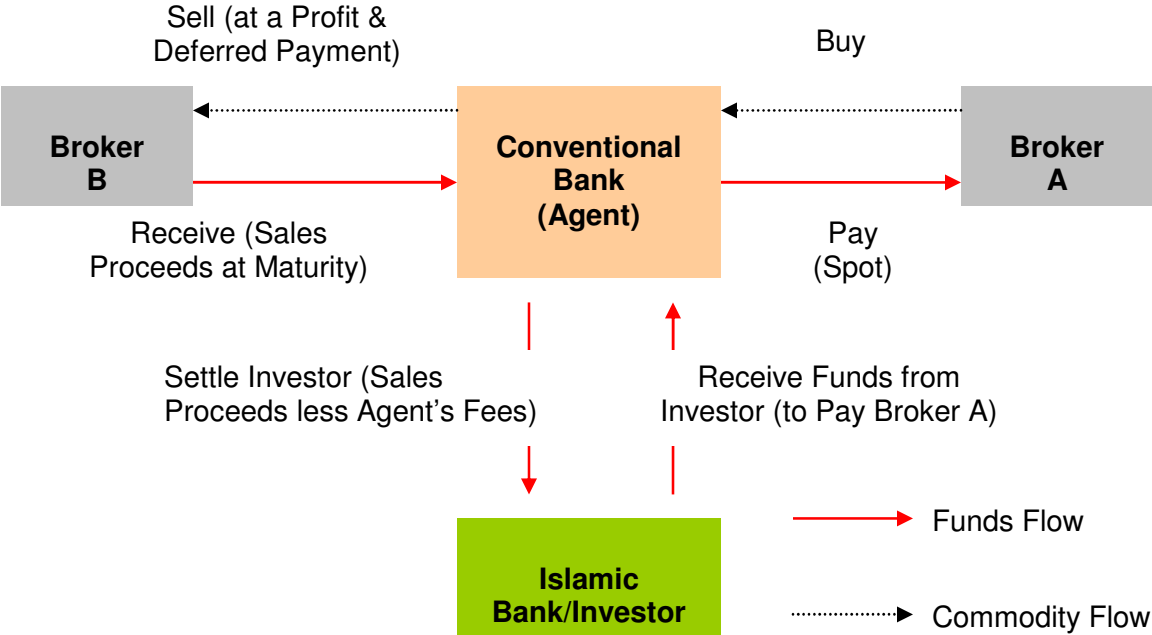 Sell (at a Profit &
Deferred Payment)
Buy
Broker
B
Conventional
Bank
(Agent)
Broker
A
Receive (Sales
Proceeds at Maturity)
Pay
(Spot)
Settle Investor (Sales
Proceeds less Agent's Fees)
Receive Funds from
Investor (to Pay Broker A)
Islamic
Bank/Investor
Funds Flow
Commodity Flow